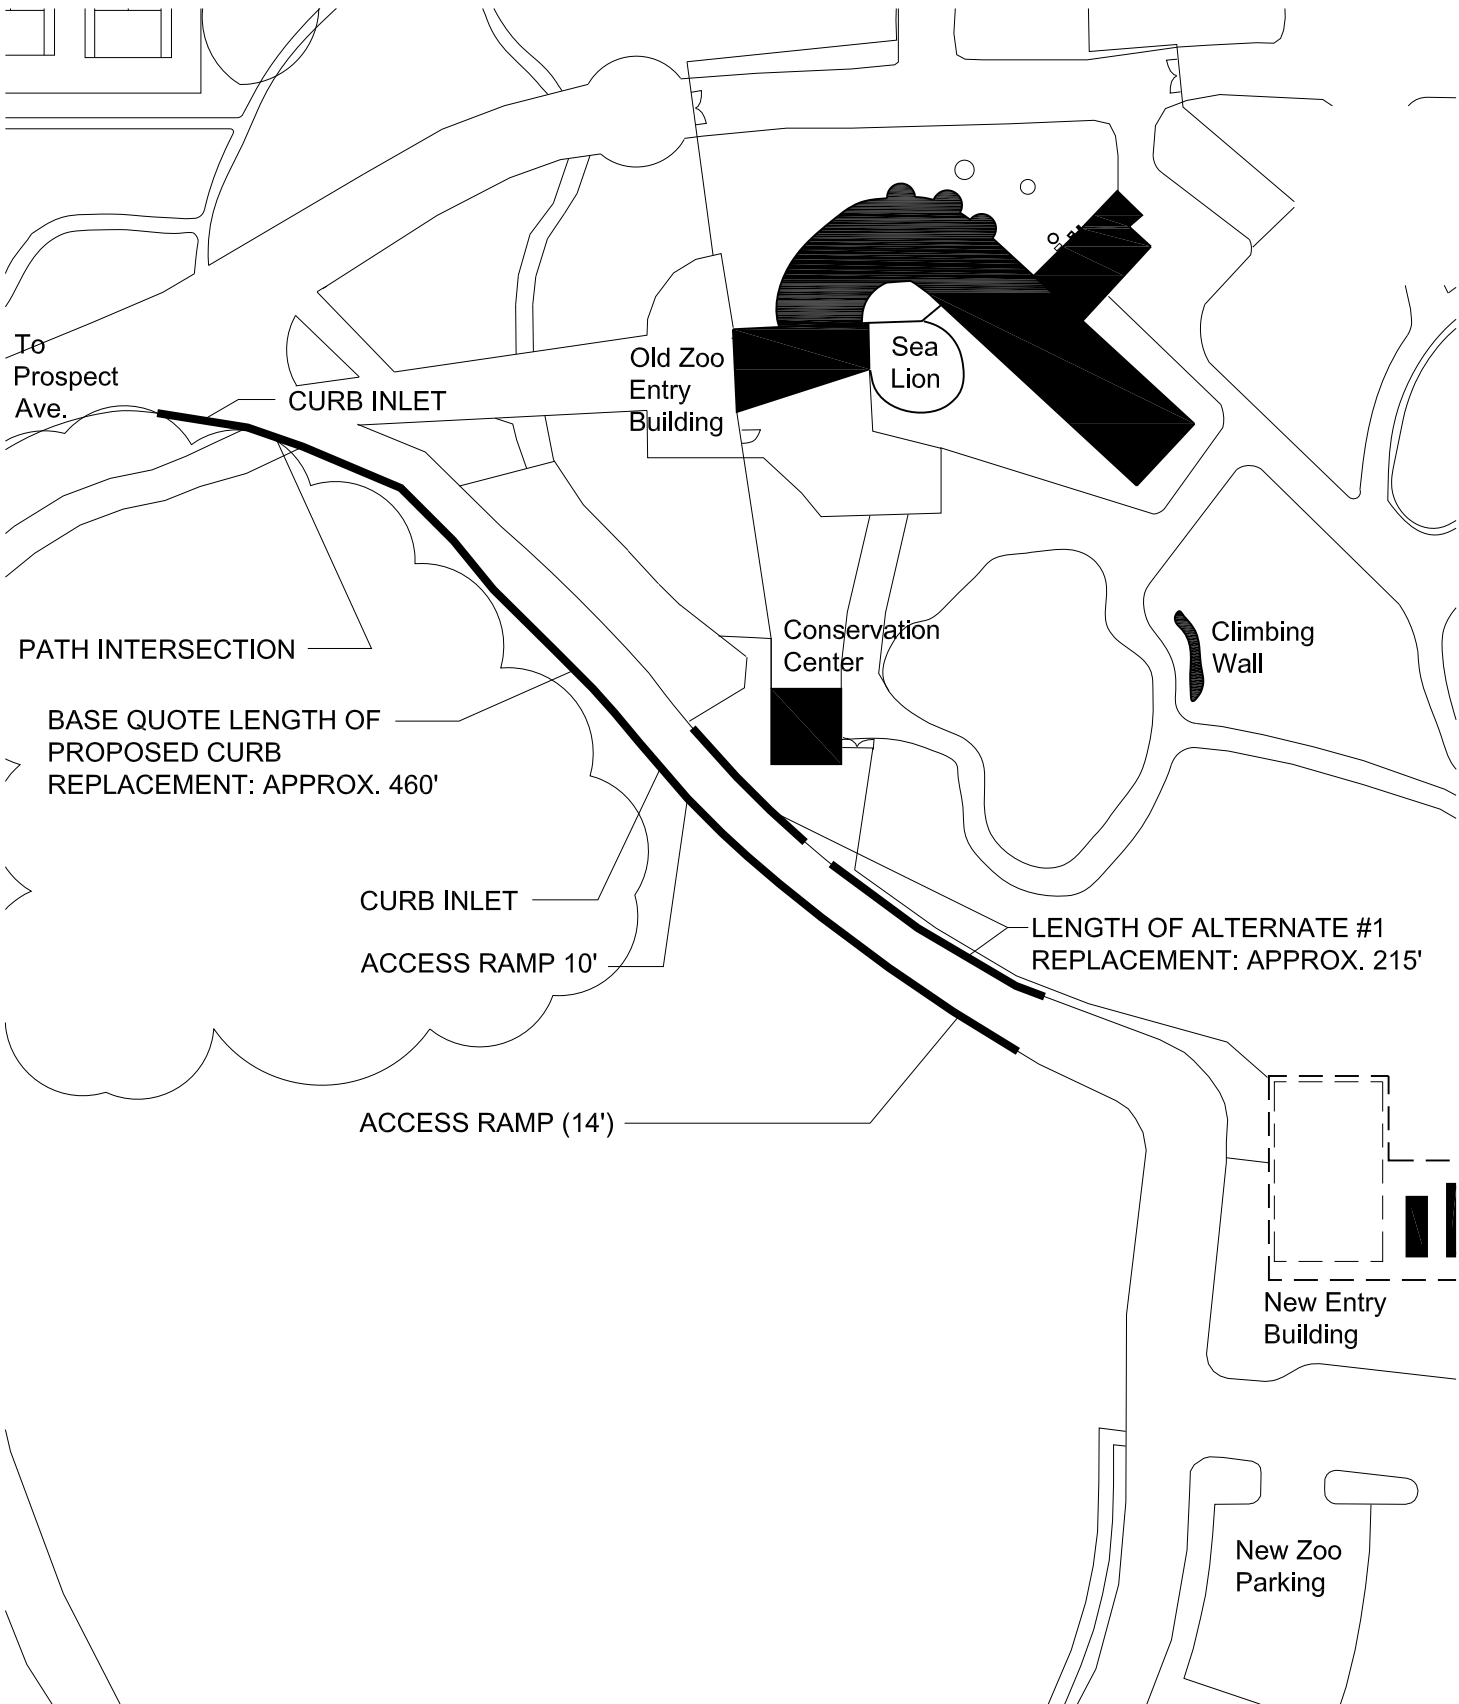 To
Prospect
Ave.
CURB INLET
Old Zoo
Entry
Building
Sea
Lion
PATH INTERSECTION
Conservation
Center
Climbing
Wall
BASE QUOTE LENGTH OF
PROPOSED CURB
REPLACEMENT: APPROX. 460'
CURB INLET
ACCESS RAMP 10'
LENGTH OF ALTERNATE #1
REPLACEMENT: APPROX. 215'
ACCESS RAMP (14')
New Entry
Building
New Zoo
Parking